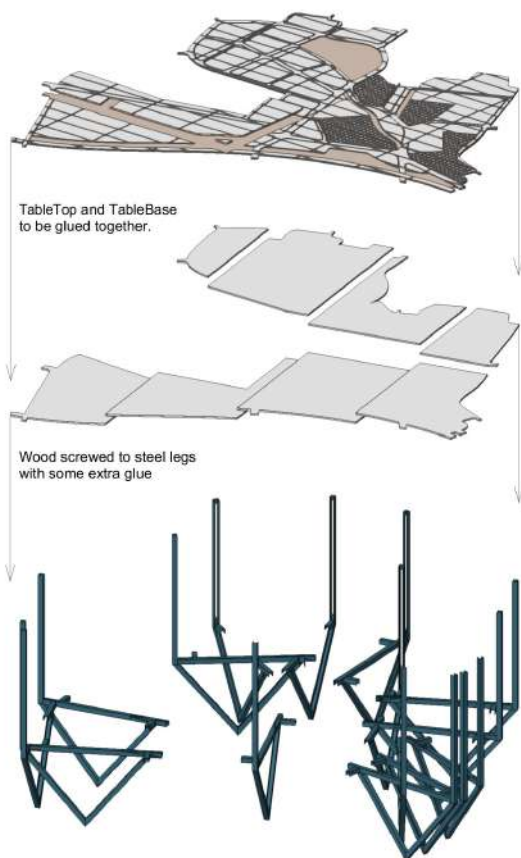 TableTop and TableBase
to be glued together.
Wood screwed to steel legs
with some extra glue